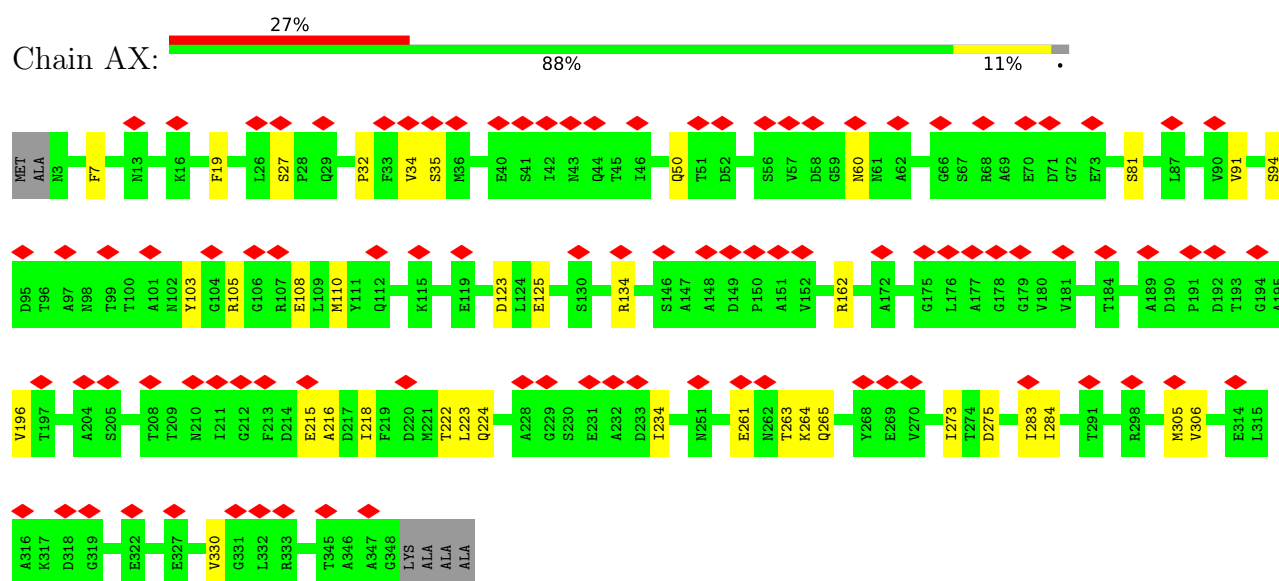 27%
Chain AX:
88% 11% •
MET ALA N3 F7 N13 K16 F19 L26 S27 P28 Q29 P32 F33 V34 S35 M36 E40 S41 I42 N43 Q44 T45 I46 Q50 T51 D52 S56 V57 D58 G59 N60 N61 A62 G66 S67 R68 A69 E70 D71 G72 E73 S81 L87 V90 V91 S94
D95 T96 A97 N98 T99 T100 A101 N102 Y103 G104 R105 G106 R107 E108 L109 M110 Y111 Q112 K115 E119 D123 L124 E125 S130 R134 S146 A147 A148 D149 P150 A151 V152 R162 A172 G175 L176 A177 G178 G179 V180 V181 T184 A189 D190 P191 D192 T193 G194 A195
V196 T197 A204 S205 T208 T209 N210 I211 G212 F213 D214 E215 A216 D217 I218 F219 D220 M221 T222 L223 Q224 A228 G229 S230 E231 A232 D233 I234 N251 E261 N262 T263 K264 Q265 Y268 E269 V270 I273 T274 D275 I283 I284 T291 R298 M305 V306 E314 L315
A316 K317 D318 G319 E322 E327 V330 G331 L332 R333 T345 A346 A347 G348 LYS ALA ALA ALA